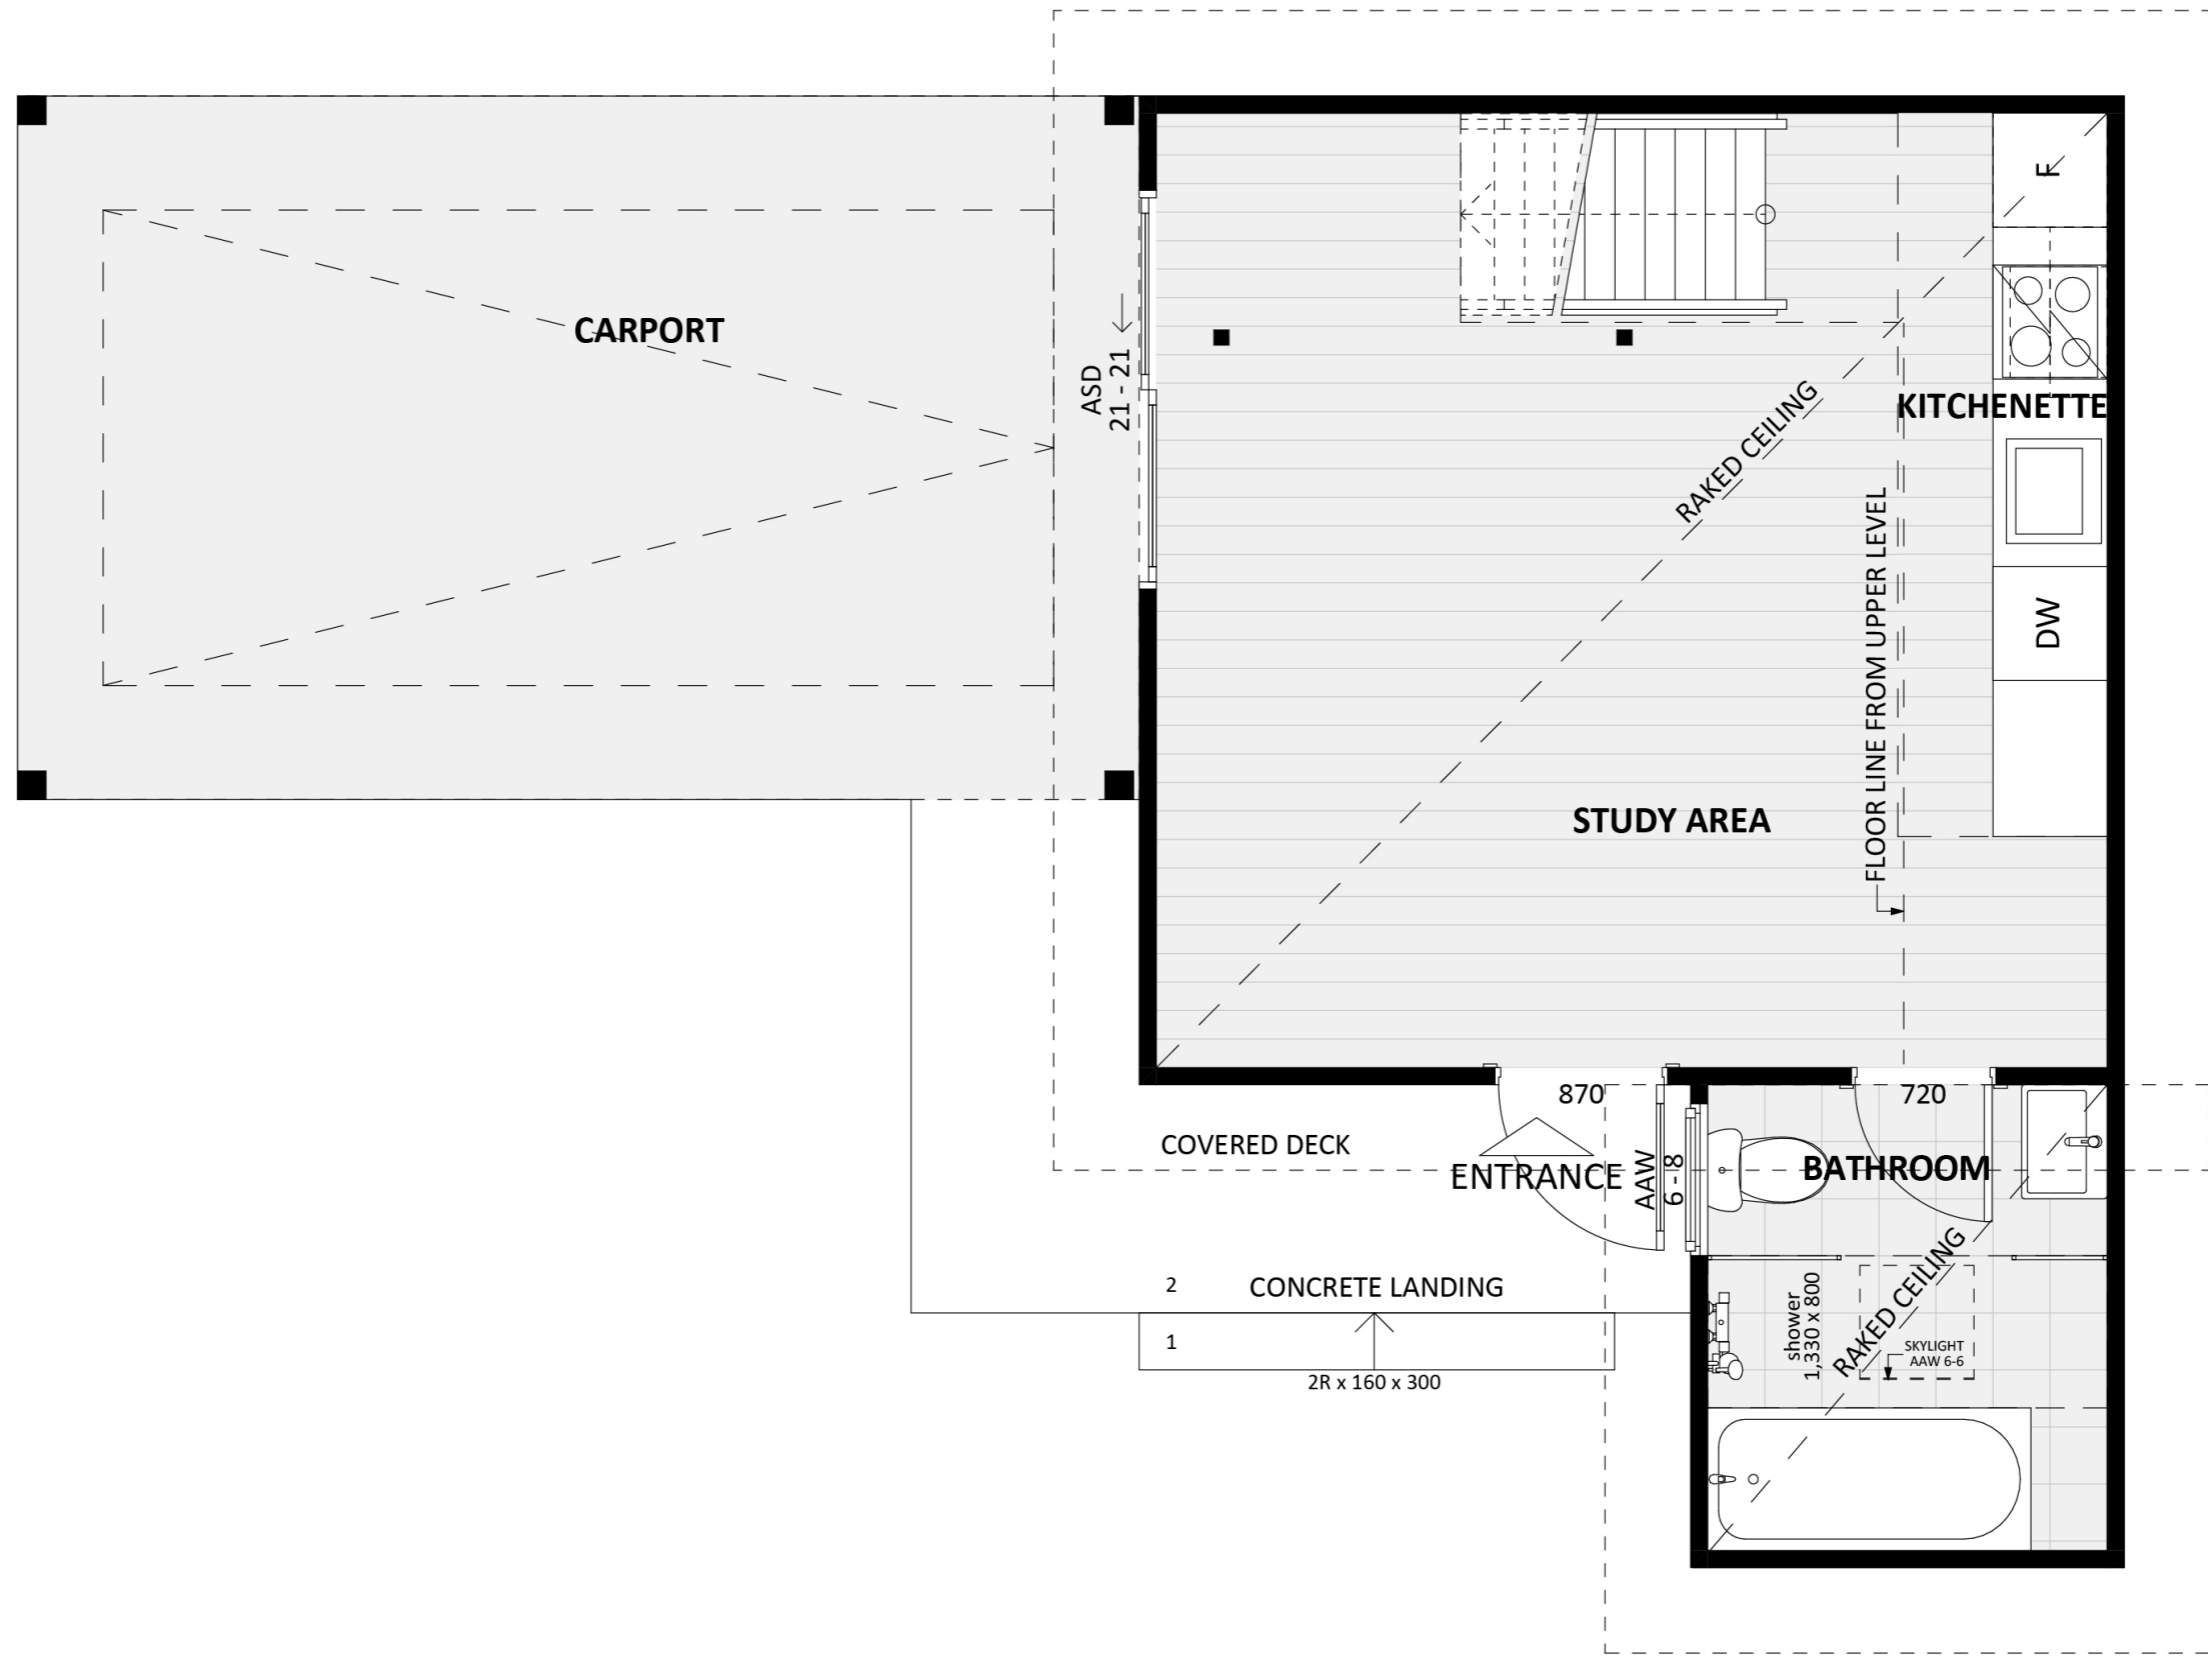 F
CARPORT
ASD
21 - 21
RAKED CEILING
KITCHENETTE
FLOOR LINE FROM UPPER LEVEL
DW
STUDY AREA
870
720
COVERED DECK
ENTRANCE
AAW
6 - 8
BATHROOM
2
CONCRETE LANDING
1
2R x 160 x 300
shower
1,330 x 800
RAKED CEILING
SKYLIGHT
AAW 6-6